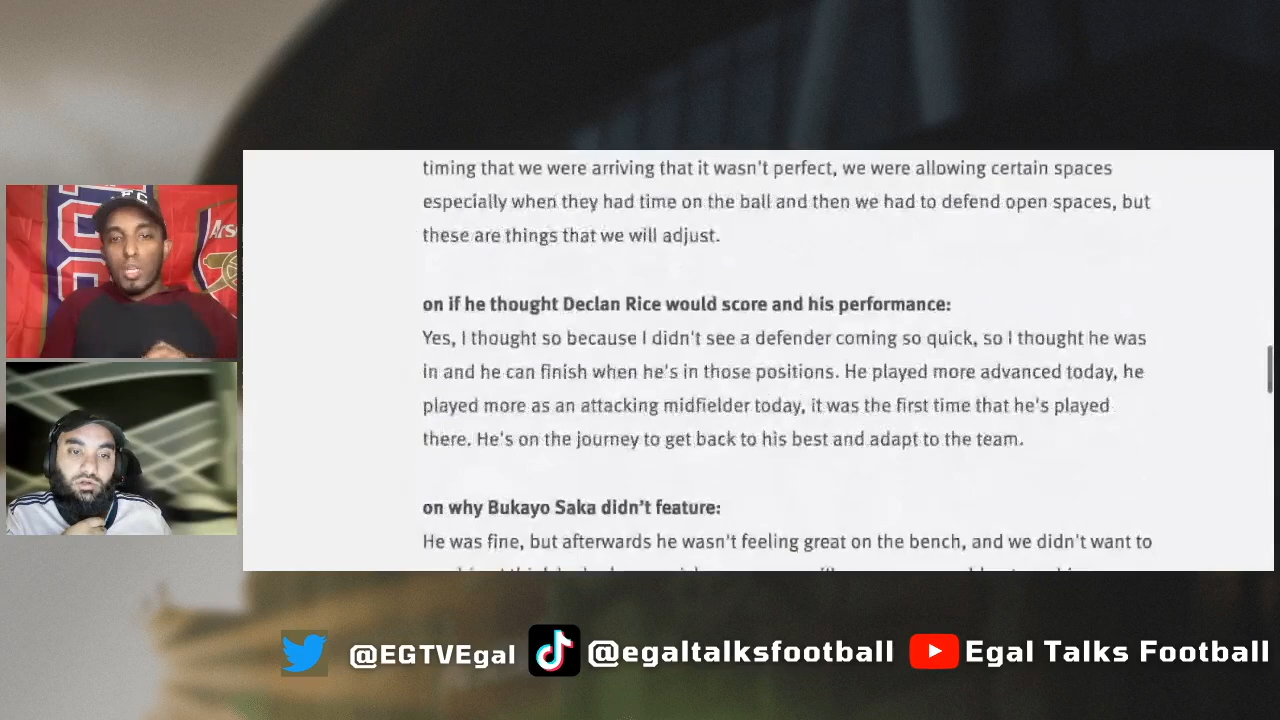 timing that we were arriving that it wasn't perfect, we were allowing certain spaces
especially when they had time on the ball and then we had to defend open spaces, but
these are things that we will adjust.
on if he thought Declan Rice would score and his performance:
Yes, I thought so because I didn't see a defender coming so quick, so I thought he was
in and he can finish when he's in those positions. He played more advanced today, he
played more as an attacking midfielder today, it was the first time that he's played
there. He's on the journey to get back to his best and adapt to the team.
on why Bukayo Saka didn't feature:
He was fine, but afterwards he wasn't feeling great on the bench, and we didn't want to
@EGTVEgal
@egaltalksfootball
Egal Talks Football